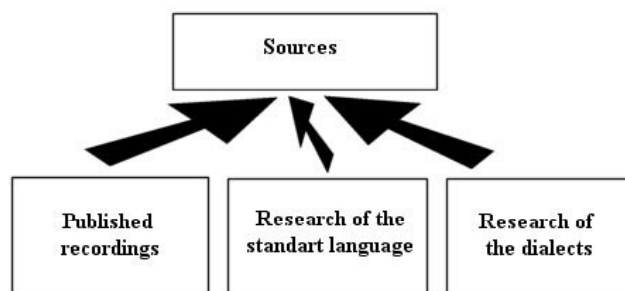 Sources
Published
recordings
Research of the
standart language
Research of
the dialects